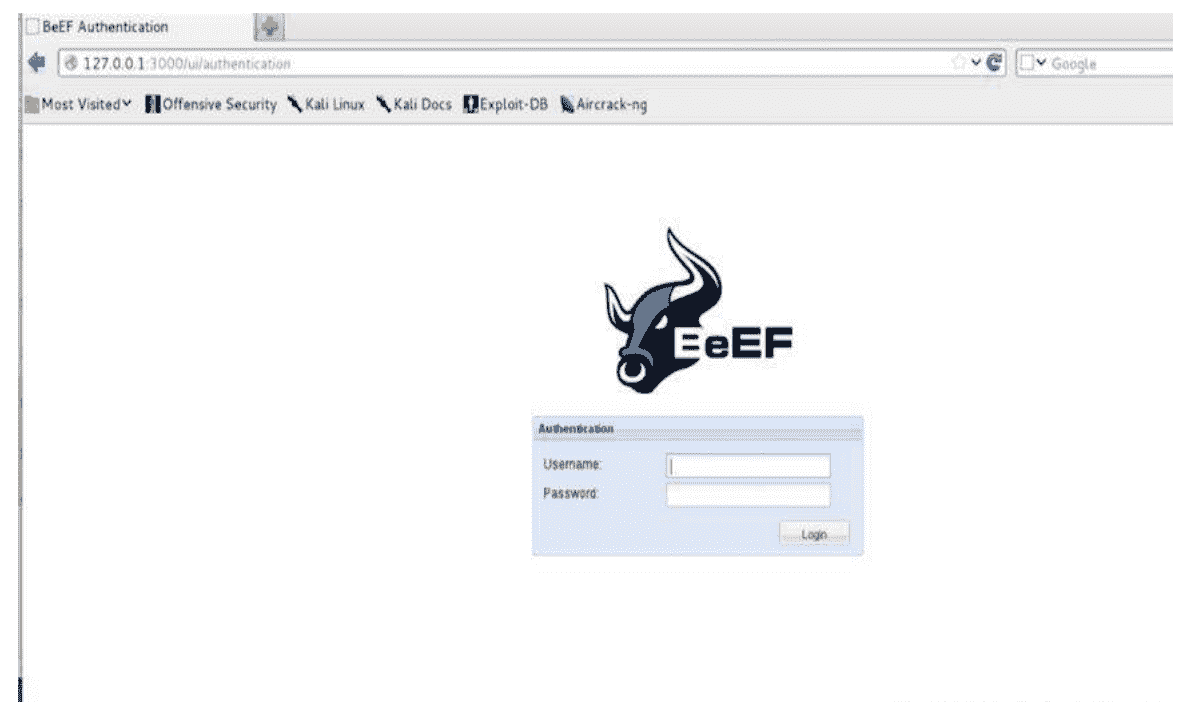 BeEF Authentication
127.0.0.1:3000/ui/authentication
Google
Most Visited Offensive Security Kali Linux Kali Docs Exploit-DB Aircrack-ng
BeEF
Authentication
Username:
Password:
Login